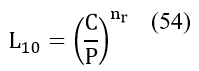 L₁₀ = (C/P)^nᵣ (54)